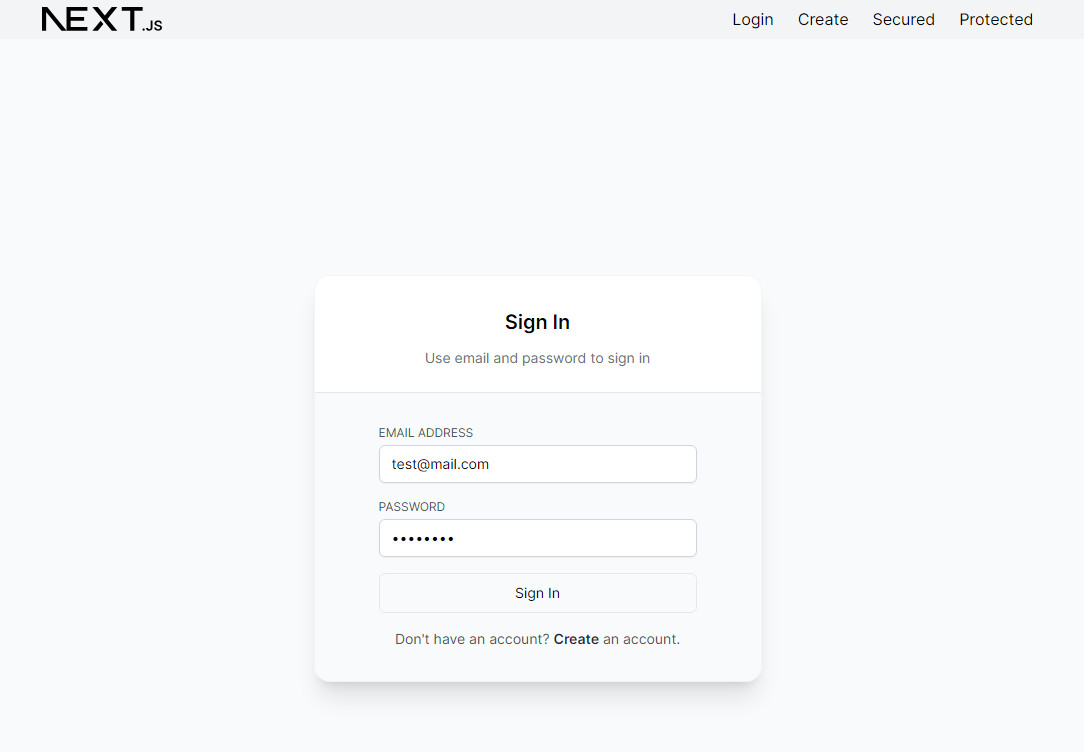 NEXT.JS Login Create Secured Protected
Sign In
Use email and password to sign in
EMAIL ADDRESS
test@mail.com
PASSWORD
••••••••
Sign In
Don't have an account? Create an account.